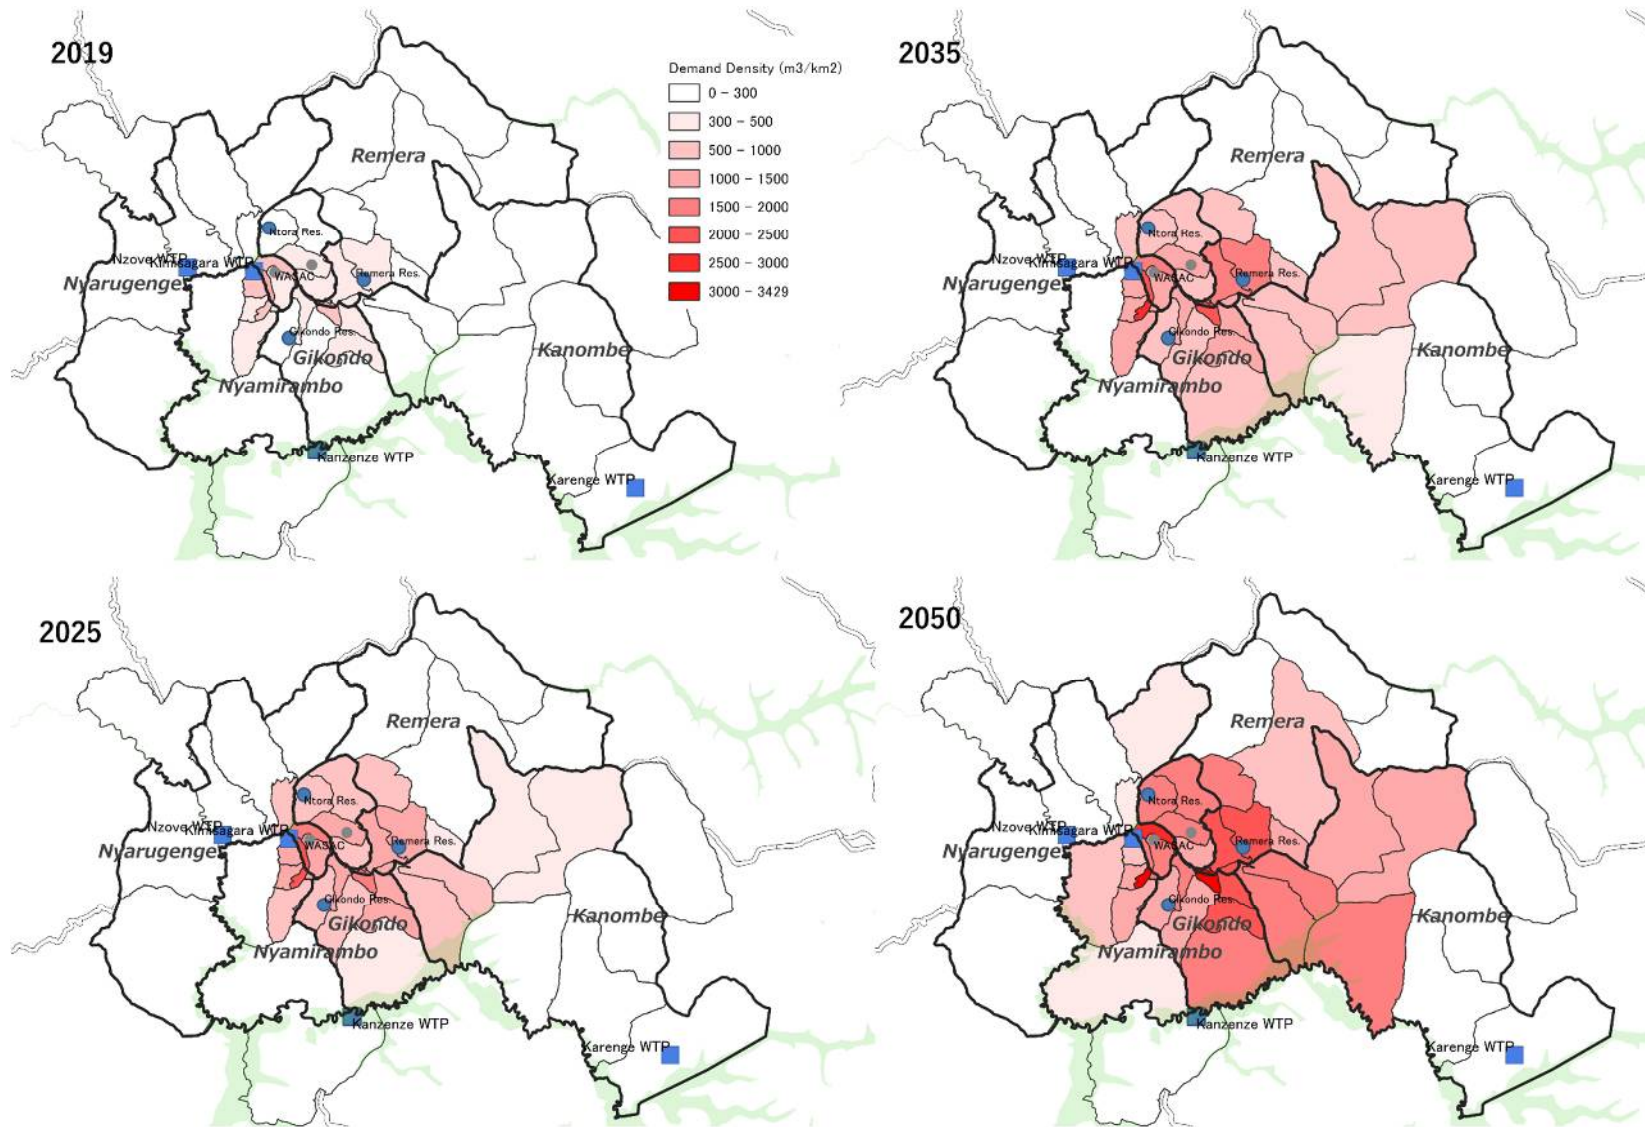 2019
Demand Density (m3/km2)
0 - 300
300 - 500
500 - 1000
1000 - 1500
1500 - 2000
2000 - 2500
2500 - 3000
3000 - 3429
Remera
Ntora Res.
Nzove WTP
Kimisagara WTP
WASAC
Remera Res.
Nyarugenge
Gikondo Res.
Gikondo
Kanombe
Nyamirambo
Kanzenze WTP
Karenge WTP
2035
Remera
Ntora Res.
Nzove WTP
Kimisagara WTP
WASAC
Remera Res.
Nyarugenge
Gikondo Res.
Gikondo
Kanombe
Nyamirambo
Kanzenze WTP
Karenge WTP
2025
Remera
Ntora Res.
Nzove WTP
Kimisagara WTP
WASAC
Remera Res.
Nyarugenge
Gikondo Res.
Gikondo
Kanombe
Nyamirambo
Kanzenze WTP
Karenge WTP
2050
Remera
Ntora Res.
Nzove WTP
Kimisagara WTP
WASAC
Remera Res.
Nyarugenge
Gikondo Res.
Gikondo
Kanombe
Nyamirambo
Kanzenze WTP
Karenge WTP